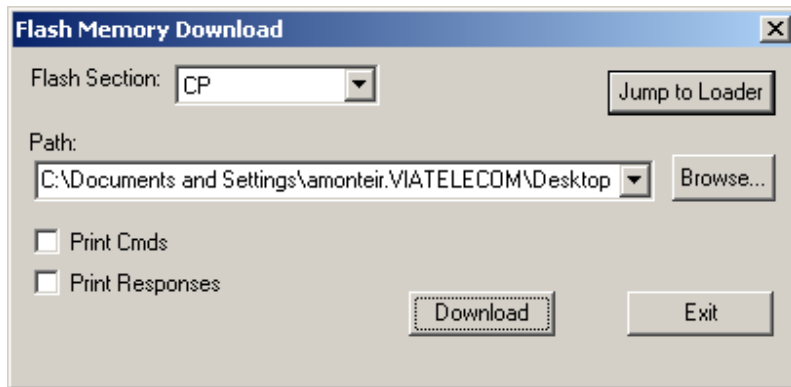 Flash Memory Download
Flash Section: CP
Jump to Loader
Path:
C:\Documents and Settings\amonteir.VIATELECOM\Desktop
Browse...
Print Cmds
Print Responses
Download
Exit